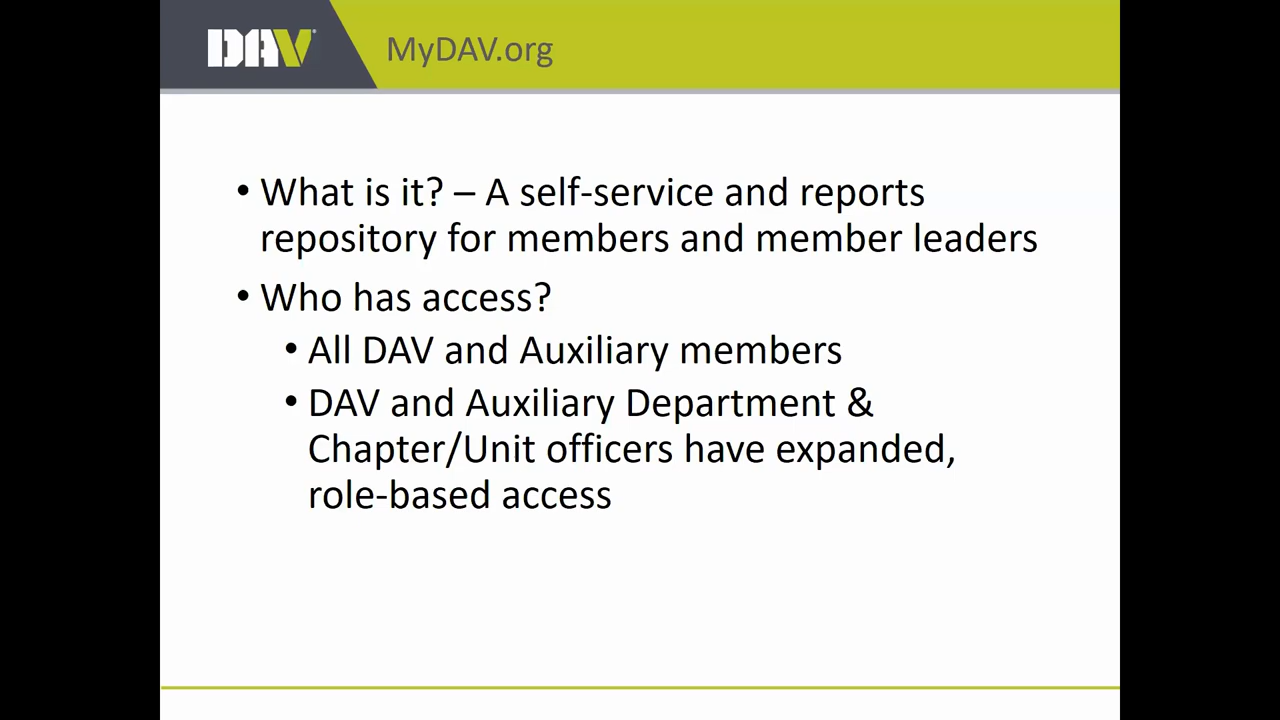 DAV
MyDAV.org
• What is it? – A self-service and reports
repository for members and member leaders
• Who has access?
• All DAV and Auxiliary members
• DAV and Auxiliary Department &
Chapter/Unit officers have expanded,
role-based access